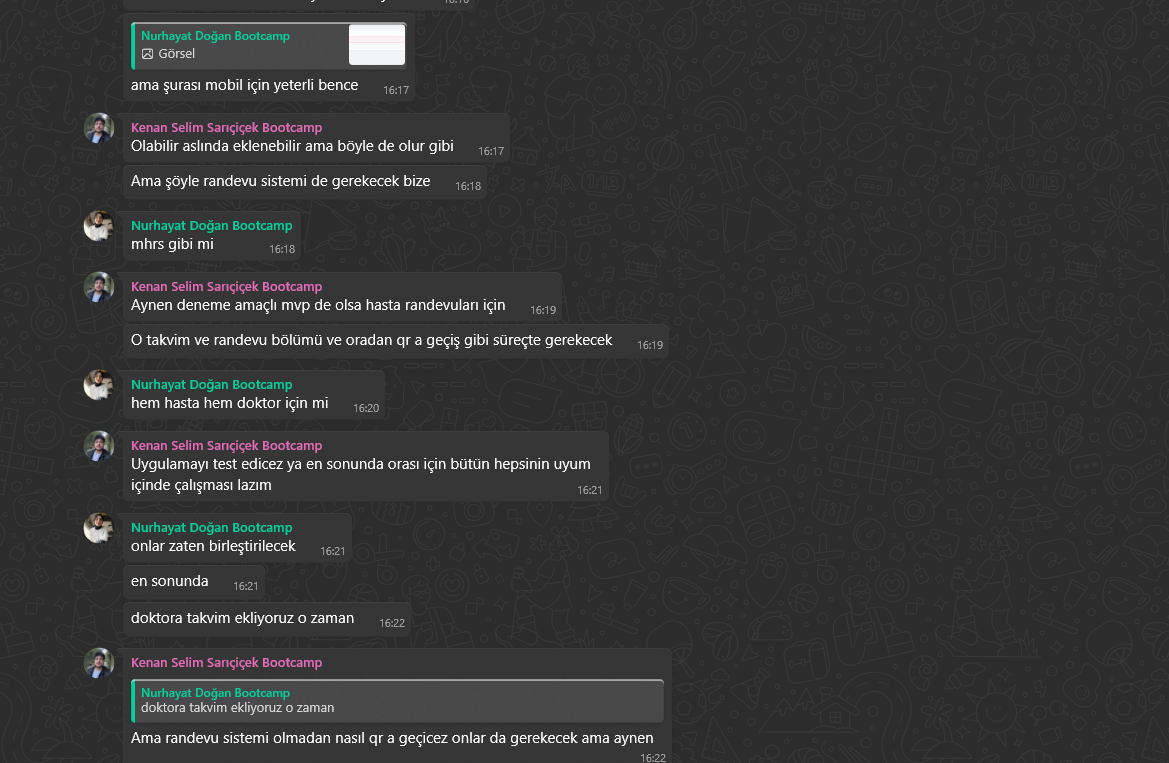 Nurhayat Doğan Bootcamp
Görsel
ama şurası mobil için yeterli bence
16:17
Kenan Selim Sarıçiçek Bootcamp
Olabilir aslında eklenebilir ama böyle de olur gibi
16:17
Ama şöyle randevu sistemi de gerekecek bize
16:18
Nurhayat Doğan Bootcamp
mhrs gibi mi
16:18
Kenan Selim Sarıçiçek Bootcamp
Aynen deneme amaçlı mvp de olsa hasta randevuları için
16:19
O takvim ve randevu bölümü ve oradan qr a geçiş gibi süreçte gerekecek
16:19
Nurhayat Doğan Bootcamp
hem hasta hem doktor için mi
16:20
Kenan Selim Sarıçiçek Bootcamp
Uygulamayı test edicez ya en sonunda orası için bütün hepsinin uyum
içinde çalışması lazım
16:21
Nurhayat Doğan Bootcamp
onlar zaten birleştirilecek
16:21
en sonunda
16:21
doktora takvim ekliyoruz o zaman
16:22
Kenan Selim Sarıçiçek Bootcamp
Nurhayat Doğan Bootcamp
doktora takvim ekliyoruz o zaman
Ama randevu sistemi olmadan nasıl qr a geçicez onlar da gerekecek ama aynen
16:22